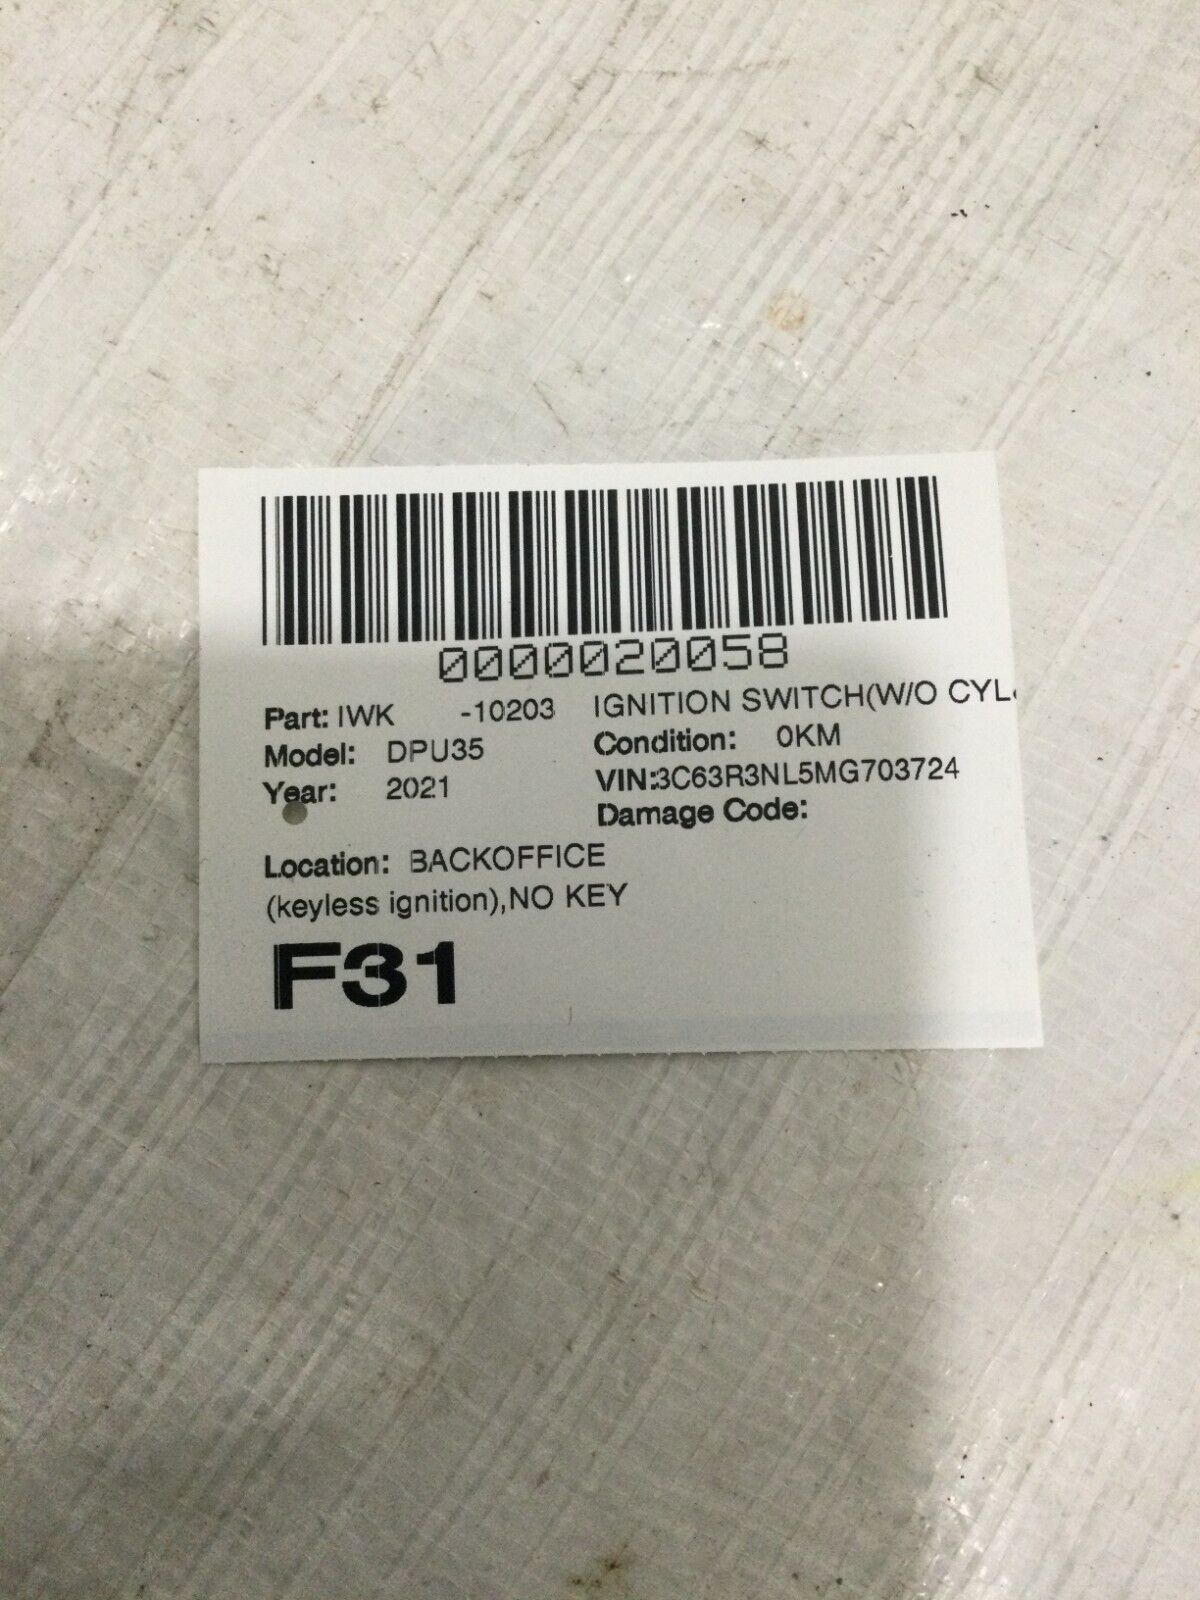 0000020058
Part: IWK -10203 IGNITION SWITCH(W/O CYL&
Model: DPU35 Condition: 0KM
Year: 2021 VIN:3C63R3NL5MG703724
Damage Code:
Location: BACKOFFICE
(keyless ignition),NO KEY
F31